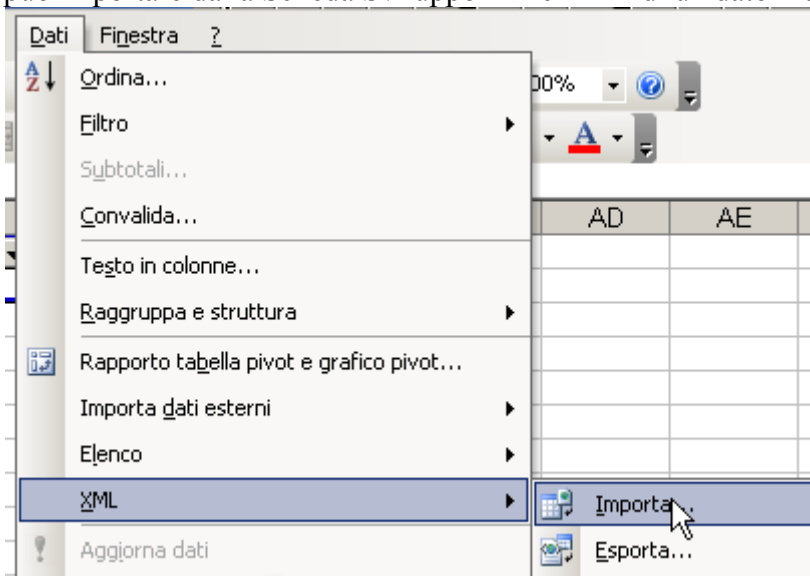 Dati Finestra ?
Ordina...
00%
Filtro
A
Subtotali...
Convalida...
AD AE
Testo in colonne...
Raggruppa e struttura
Rapporto tabella pivot e grafico pivot...
Importa dati esterni
Elenco
XML
Importa...
Aggiorna dati
Esporta...